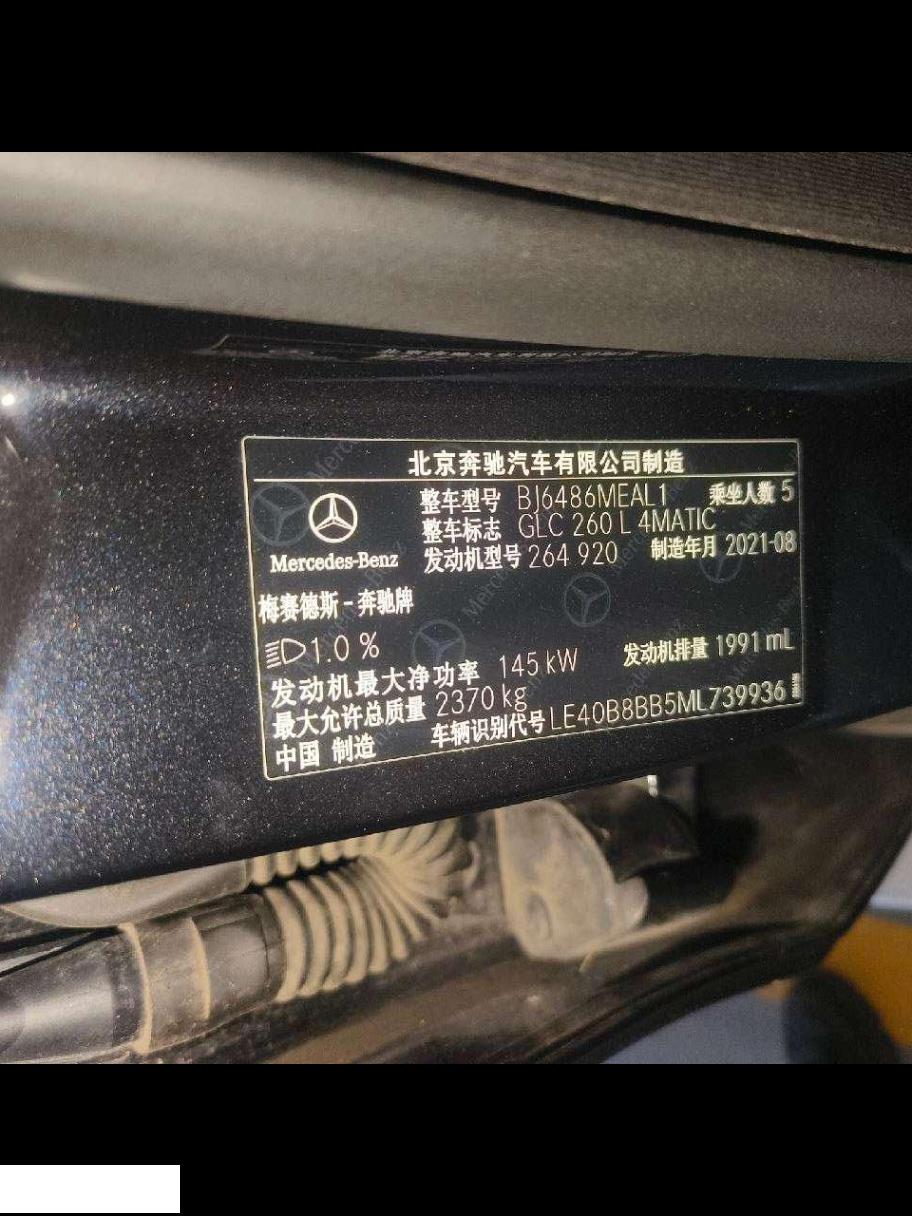 北京奔驰汽车有限公司制造
整车型号 BJ6486MEAL1 乘坐人数 5
整车标志 GLC 260 L 4MATIC
Mercedes-Benz 发动机型号 264 920 制造年月 2021-08
梅赛德斯-奔驰牌
1.0 %
发动机最大净功率 145 kW 发动机排量 1991 mL
最大允许总质量 2370 kg
中国 制造 车辆识别代号 LE40B8BB5ML739936